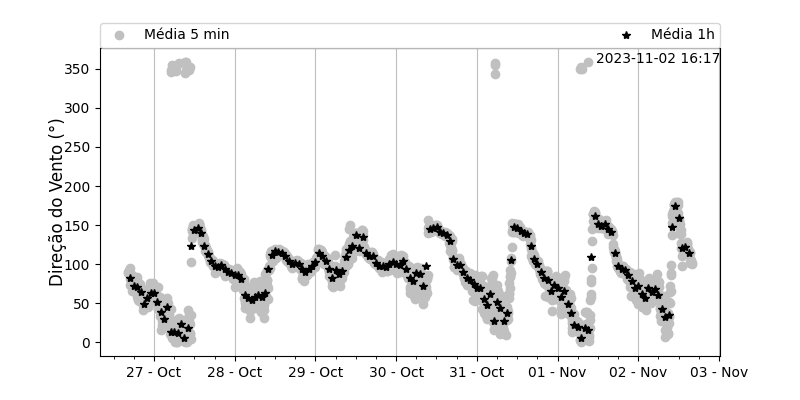 Média 5 min
Média 1h
2023-11-02 16:17
Direção do Vento (°)
350
300
250
200
150
100
50
0
27 - Oct
28 - Oct
29 - Oct
30 - Oct
31 - Oct
01 - Nov
02 - Nov
03 - Nov